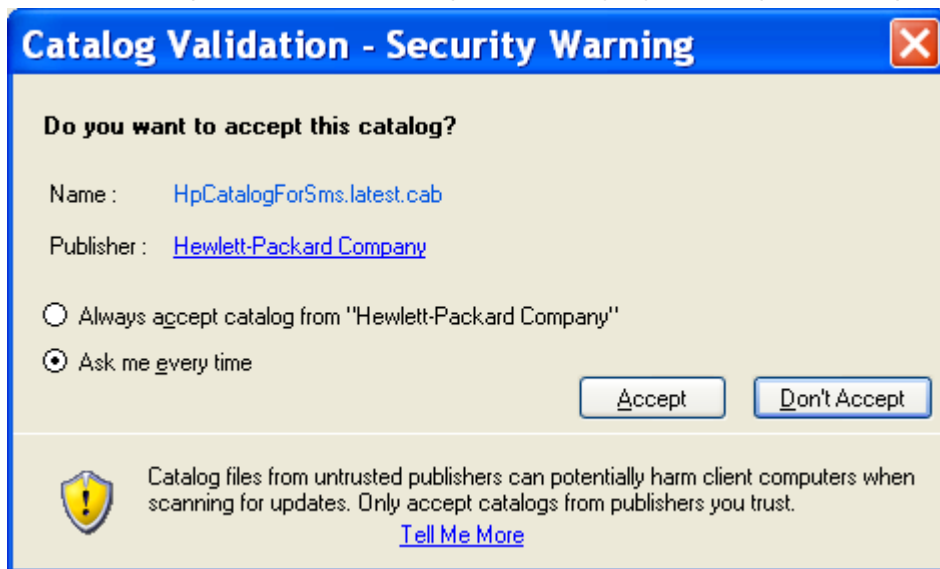 Catalog Validation - Security Warning
Do you want to accept this catalog?
Name : HpCatalogForSms.latest.cab
Publisher : Hewlett-Packard Company
Always accept catalog from "Hewlett-Packard Company"
Ask me every time
Accept Don't Accept
Catalog files from untrusted publishers can potentially harm client computers when
scanning for updates. Only accept catalogs from publishers you trust.
Tell Me More